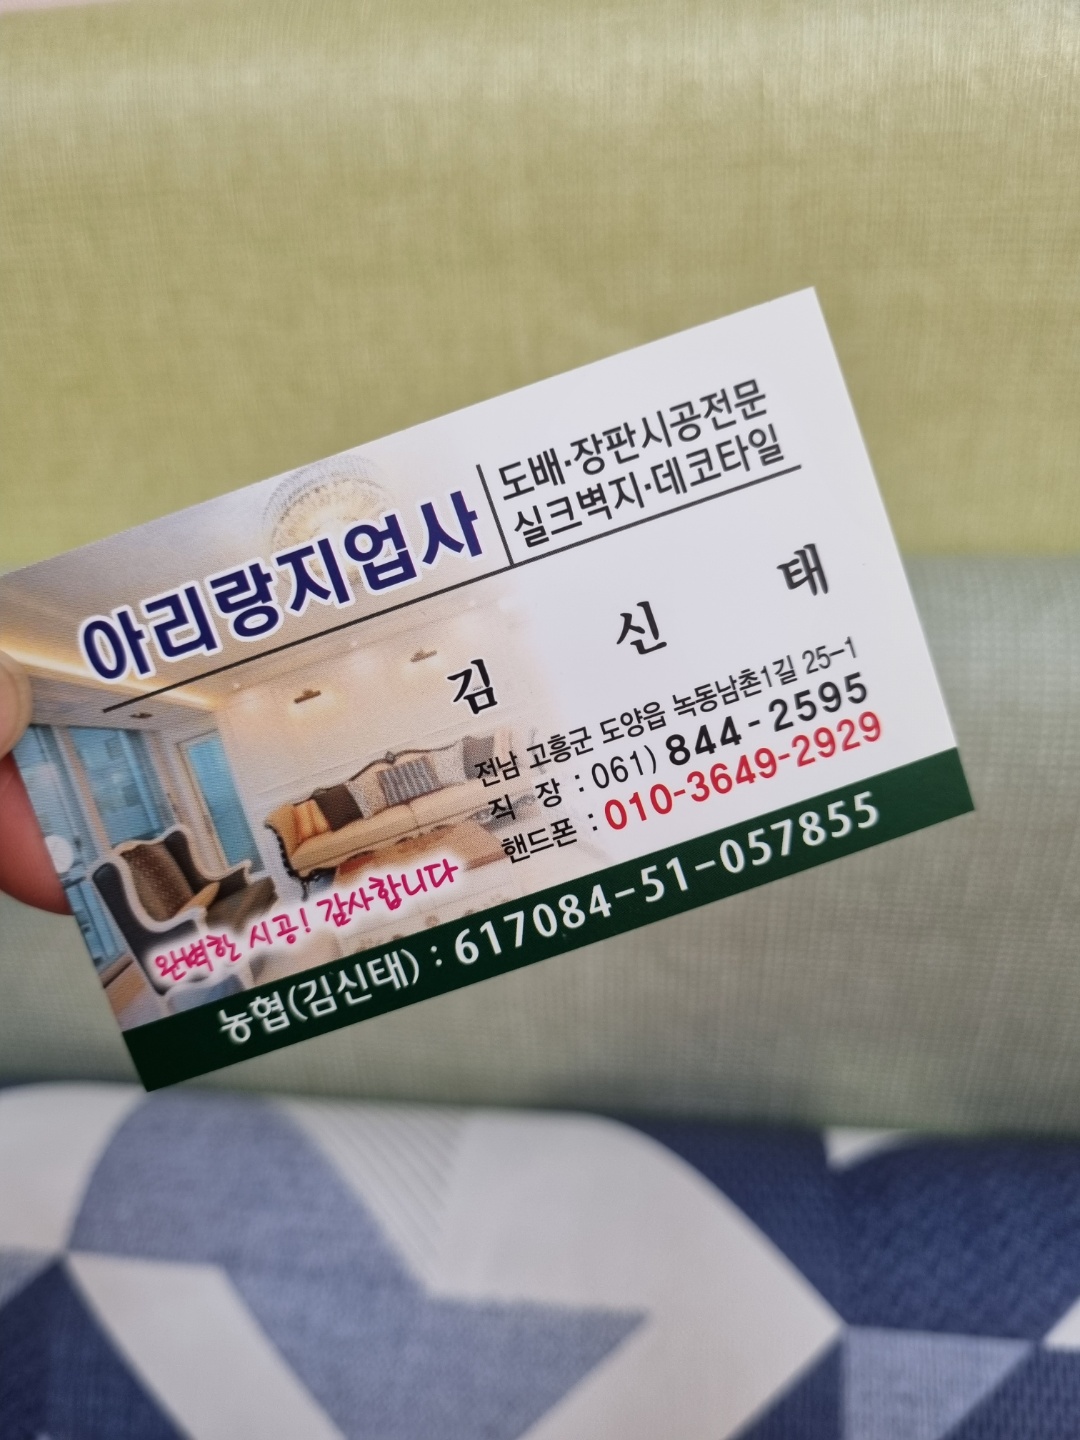 아리랑지업사
도배·장판시공전문
실크벽지·데코타일
김 신 태
전남 고흥군 도양읍 녹동남촌1길 25-1
직 장 : 061) 844-2595
핸드폰 : 010-3649-2929
완벽한 시공! 감사합니다
농협(김신태) : 617084-51-057855